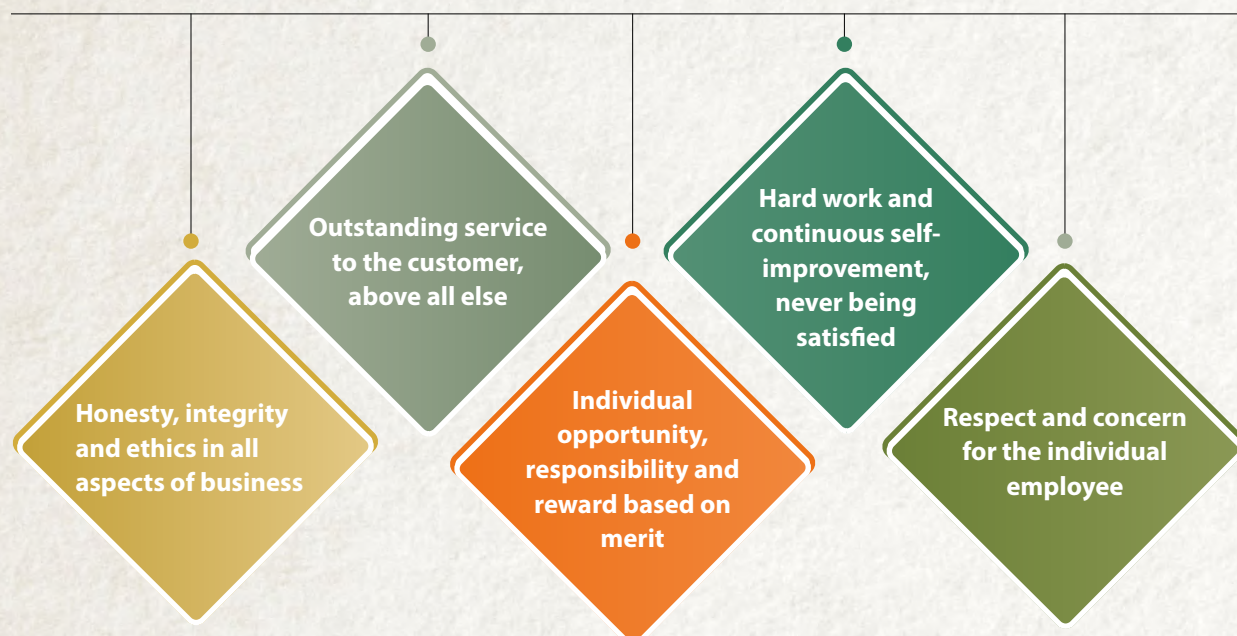 Honesty, integrity
and ethics in all
aspects of business
Outstanding service
to the customer,
above all else
Individual
opportunity,
responsibility and
reward based on
merit
Hard work and
continuous self-
improvement,
never being
satisfied
Respect and concern
for the individual
employee